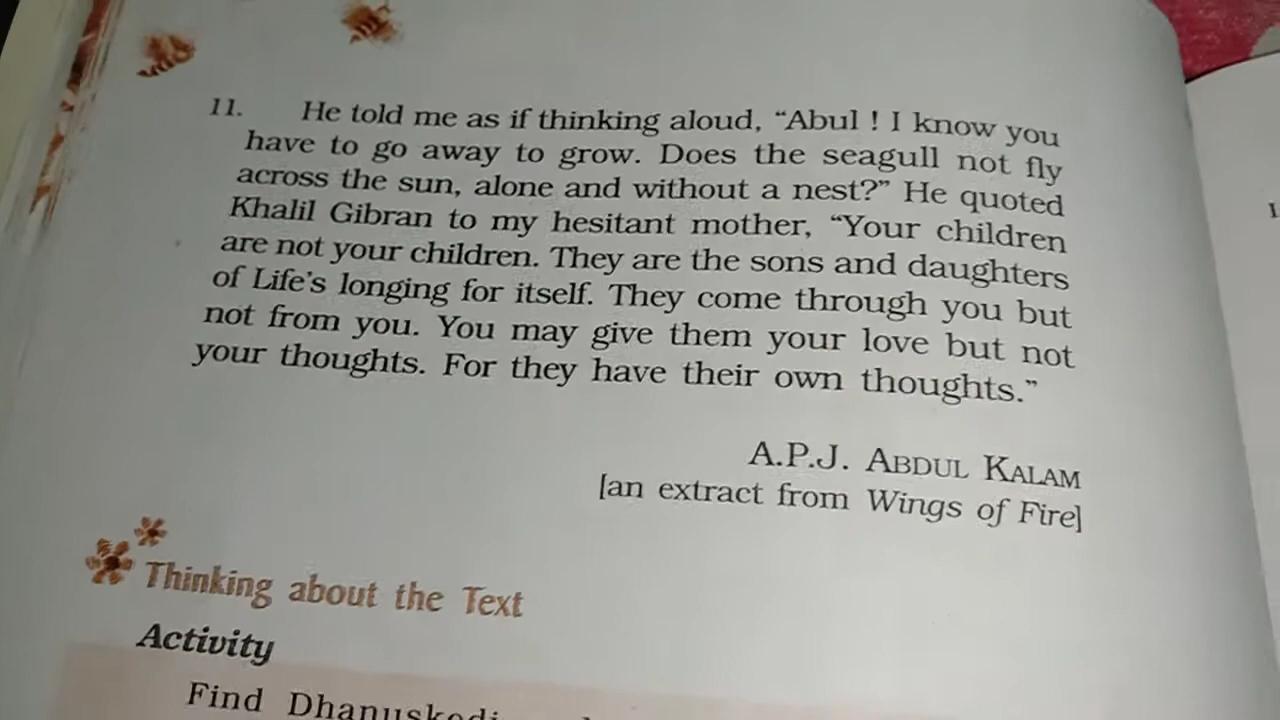 11. He told me as if thinking aloud, “Abul ! I know you
have to go away to grow. Does the seagull not fly
across the sun, alone and without a nest?” He quoted
Khalil Gibran to my hesitant mother, “Your children
are not your children. They are the sons and daughters
of Life’s longing for itself. They come through you but
not from you. You may give them your love but not
your thoughts. For they have their own thoughts.”
A.P.J. ABDUL KALAM
[an extract from Wings of Fire]
Thinking about the Text
Activity
Find Dhanuskodi